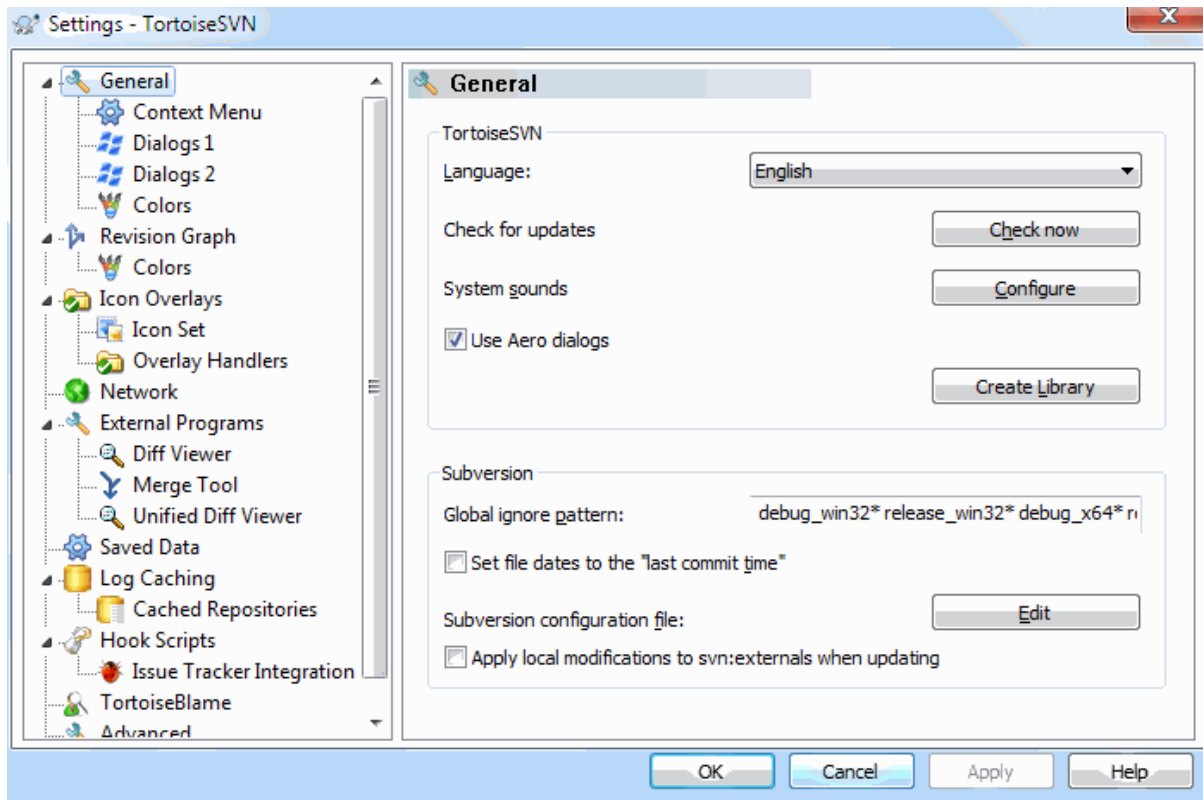 Settings - TortoiseSVN
X
General
Context Menu
Dialogs 1
Dialogs 2
Colors
Revision Graph
Colors
Icon Overlays
Icon Set
Overlay Handlers
Network
External Programs
Diff Viewer
Merge Tool
Unified Diff Viewer
Saved Data
Log Caching
Cached Repositories
Hook Scripts
Issue Tracker Integration
TortoiseBlame
Advanced
General
TortoiseSVN
Language: English
Check for updates Check now
System sounds Configure
Use Aero dialogs
Create Library
Subversion
Global ignore pattern: debug_win32* release_win32* debug_x64*
Set file dates to the "last commit time"
Subversion configuration file: Edit
Apply local modifications to svn:externals when updating
OK Cancel Apply Help